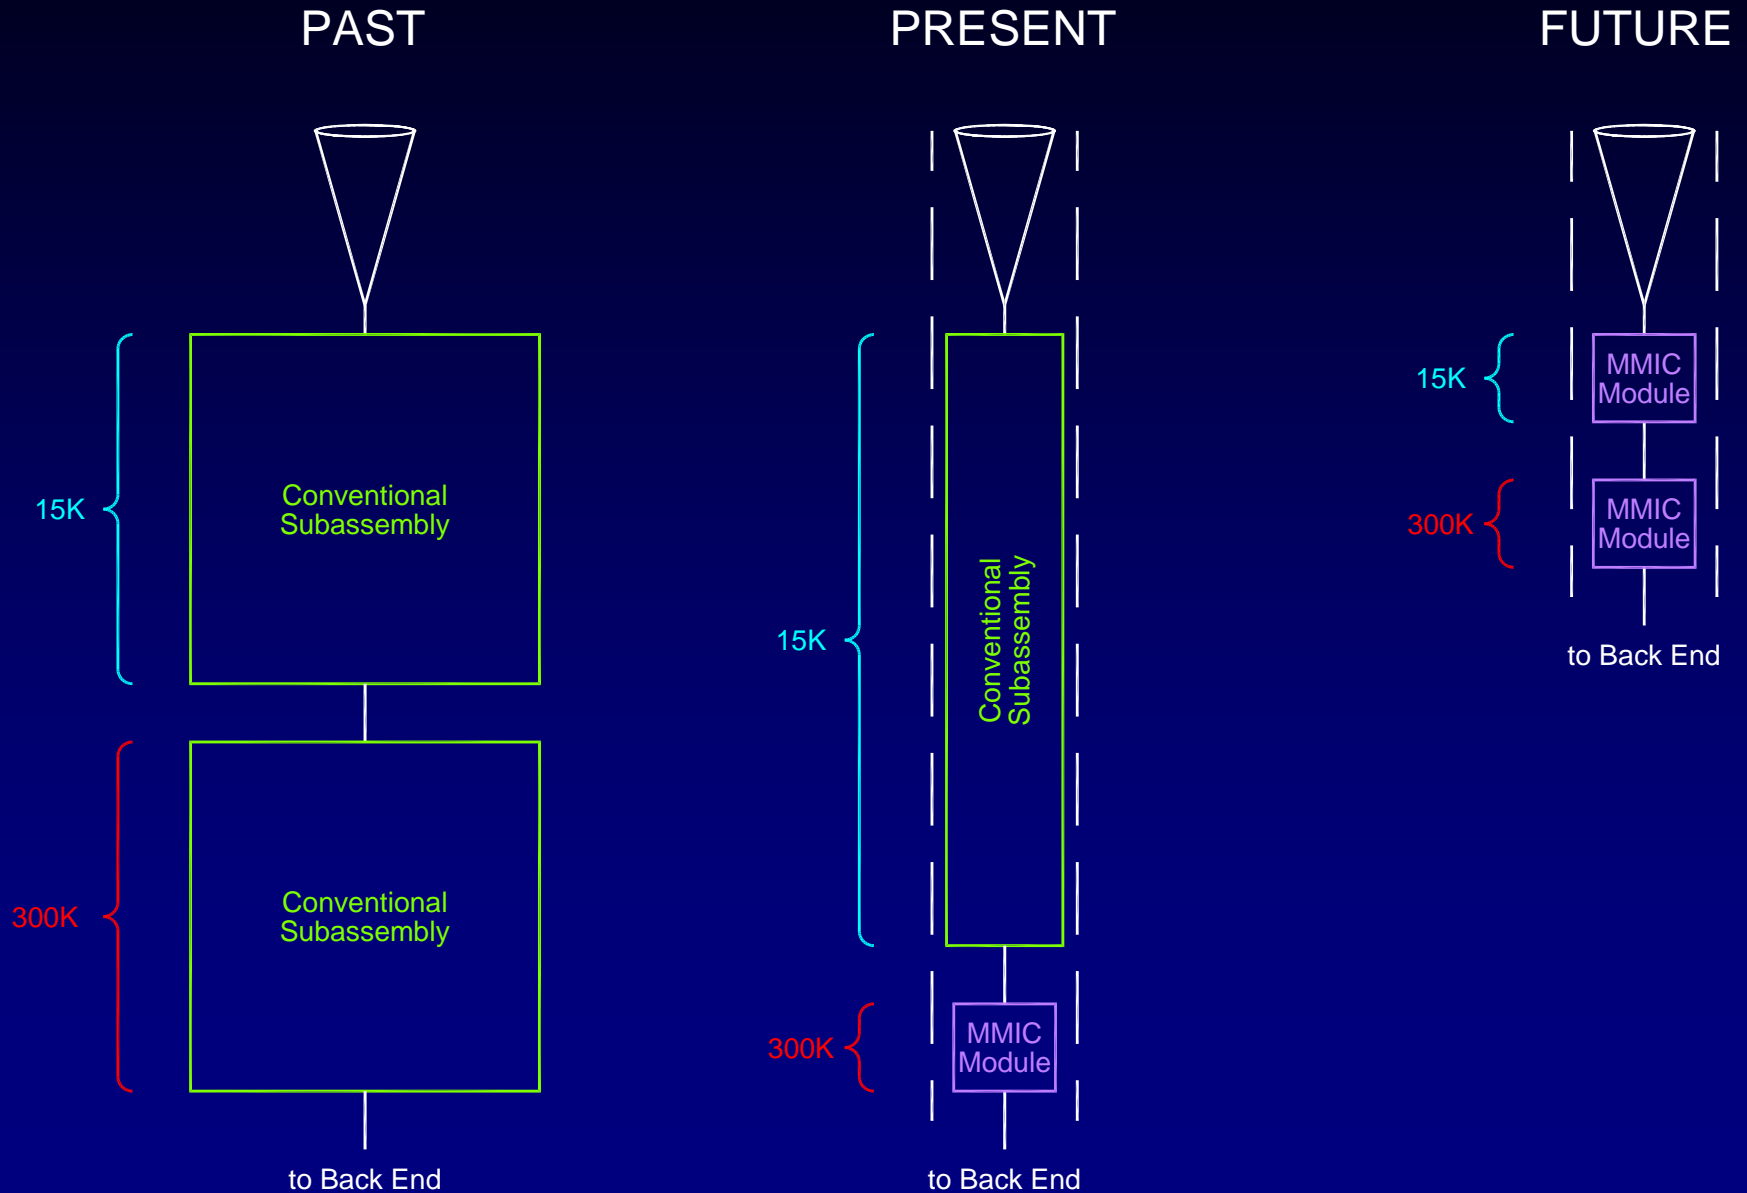 PAST
15K
Conventional
Subassembly
300K
Conventional
Subassembly
to Back End
PRESENT
15K
Conventional
Subassembly
300K
MMIC
Module
to Back End
FUTURE
15K
MMIC
Module
300K
MMIC
Module
to Back End